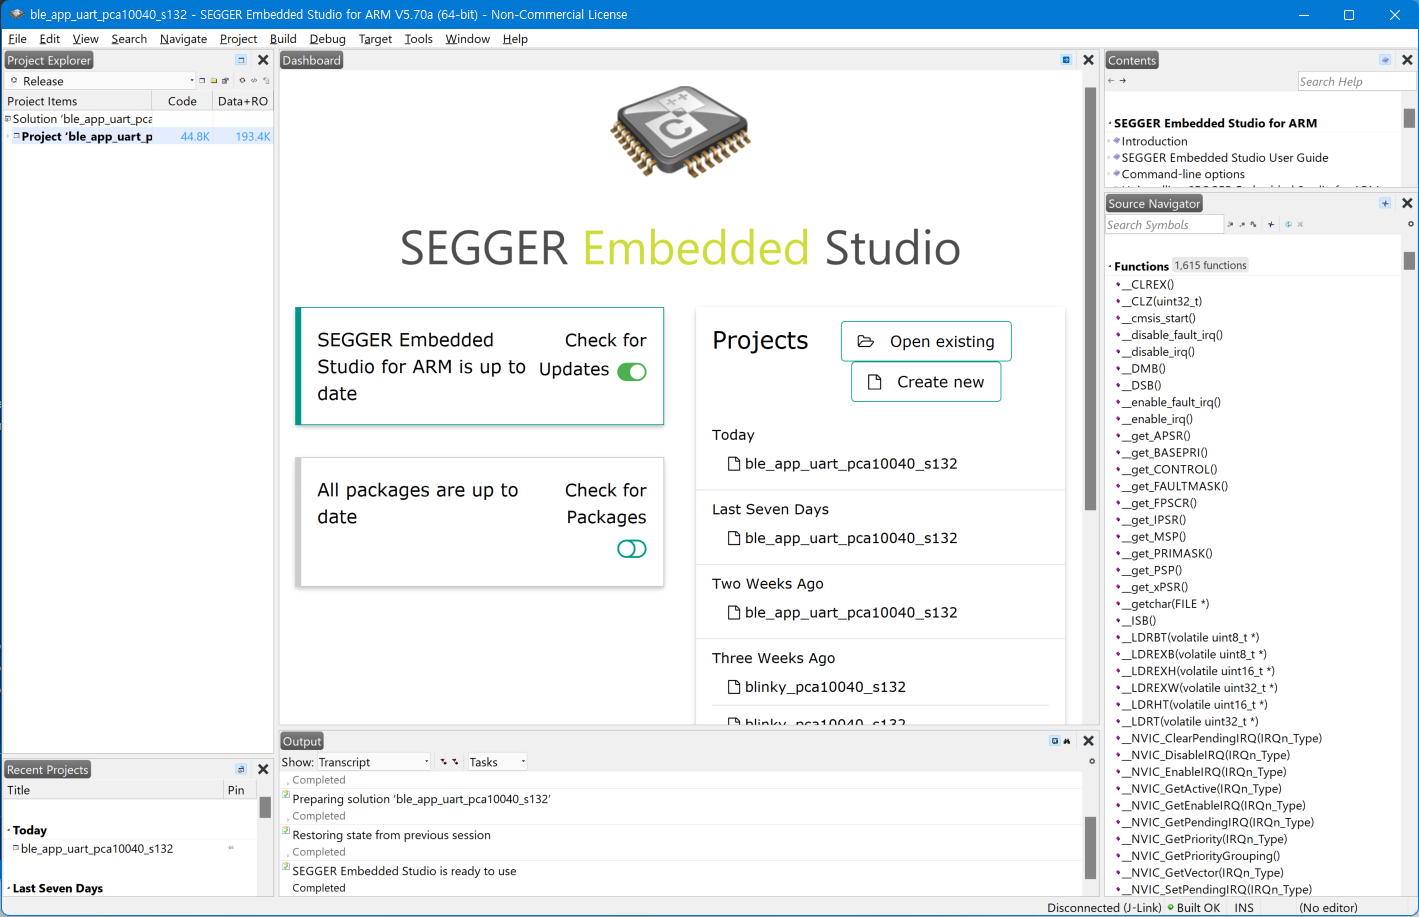 ble_app_uart_pca10040_s132 - SEGGER Embedded Studio for ARM V5.70a (64-bit) - Non-Commercial License
File Edit View Search Navigate Project Build Debug Target Tools Window Help
Project Explorer
Release
Project Items Code Data+RO
Solution 'ble_app_uart_pca
Project 'ble_app_uart_p 44.8K 193.4K
Recent Projects
Title Pin
Today
ble_app_uart_pca10040_s132
Last Seven Days
Dashboard
SEGGER Embedded Studio
SEGGER Embedded
Studio for ARM is up to
date
Check for
Updates
All packages are up to
date
Check for
Packages
Projects
Open existing
Create new
Today
ble_app_uart_pca10040_s132
Last Seven Days
ble_app_uart_pca10040_s132
Two Weeks Ago
ble_app_uart_pca10040_s132
Three Weeks Ago
blinky_pca10040_s132
blinky_pca10040_s132
Output
Show: Transcript Tasks
Completed
Preparing solution 'ble_app_uart_pca10040_s132'
Completed
Restoring state from previous session
Completed
SEGGER Embedded Studio is ready to use
Completed
Contents
Search Help
SEGGER Embedded Studio for ARM
Introduction
SEGGER Embedded Studio User Guide
Command-line options
Source Navigator
Search Symbols
Functions 1,615 functions
__CLREX()
__CLZ(uint32_t)
__cmsis_start()
__disable_fault_irq()
__disable_irq()
__DMB()
__DSB()
__enable_fault_irq()
__enable_irq()
__get_APSR()
__get_BASEPRI()
__get_CONTROL()
__get_FAULTMASK()
__get_FPSCR()
__get_IPSR()
__get_MSP()
__get_PRIMASK()
__get_PSP()
__get_xPSR()
__getchar(FILE *)
__ISB()
__LDRBT(volatile uint8_t *)
__LDREXB(volatile uint8_t *)
__LDREXH(volatile uint16_t *)
__LDREXW(volatile uint32_t *)
__LDRHT(volatile uint16_t *)
__LDRT(volatile uint32_t *)
__NVIC_ClearPendingIRQ(IRQn_Type)
__NVIC_DisableIRQ(IRQn_Type)
__NVIC_EnableIRQ(IRQn_Type)
__NVIC_GetActive(IRQn_Type)
__NVIC_GetEnableIRQ(IRQn_Type)
__NVIC_GetPendingIRQ(IRQn_Type)
__NVIC_GetPriority(IRQn_Type)
__NVIC_GetPriorityGrouping()
__NVIC_GetVector(IRQn_Type)
__NVIC_SetPendingIRQ(IRQn_Type)
Disconnected (J-Link) Built OK INS (No editor)